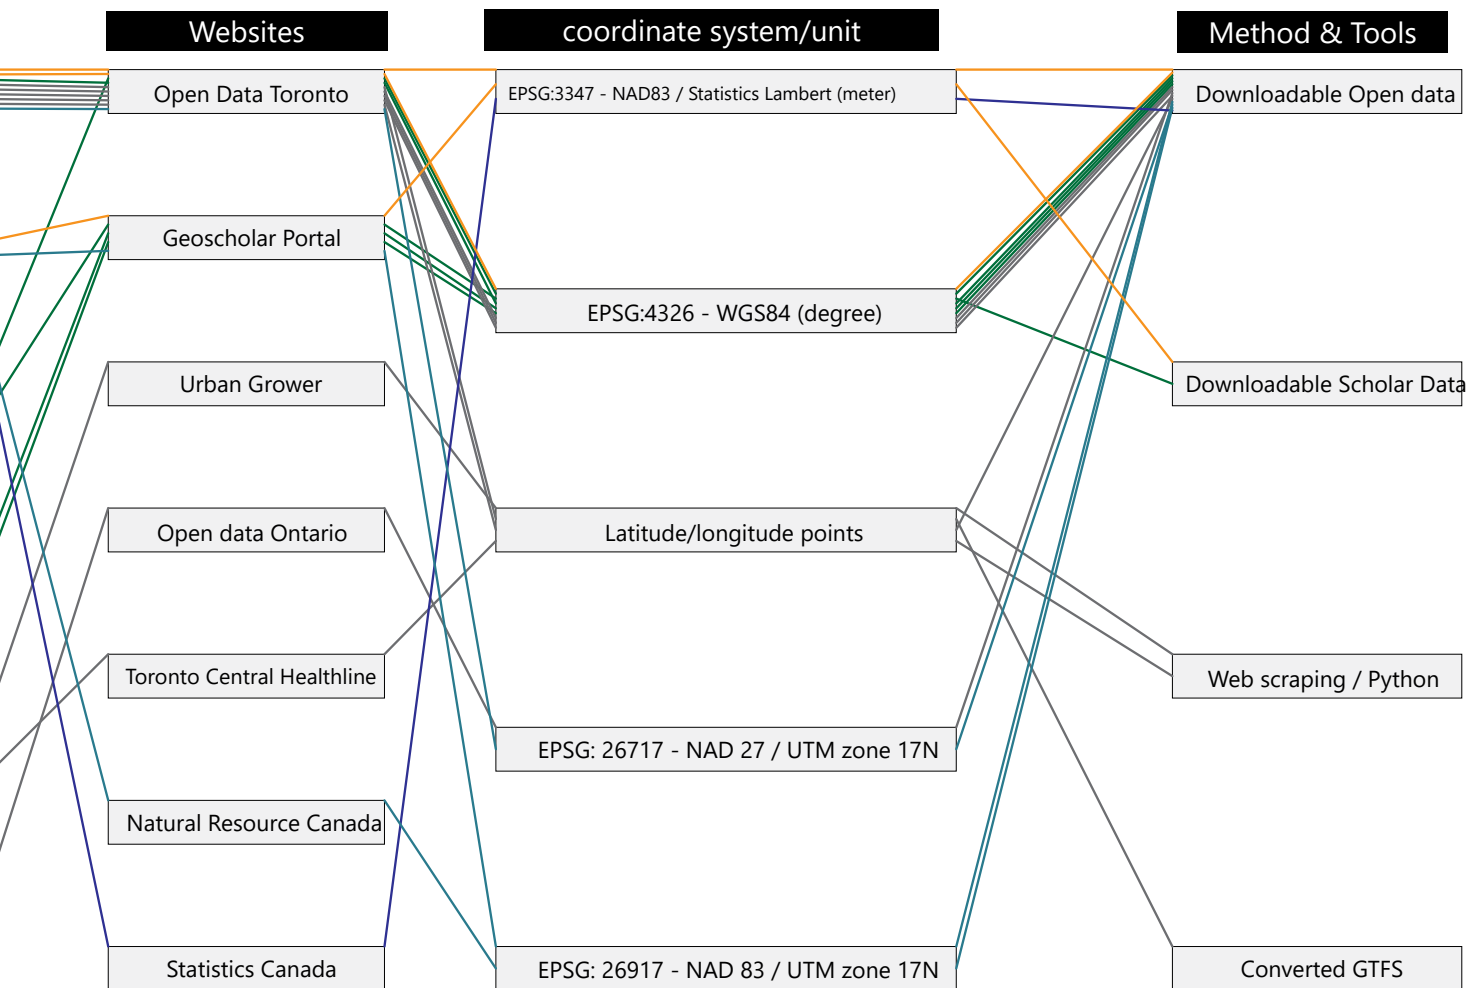 Websites
coordinate system/unit
Method & Tools
Open Data Toronto
EPSG:3347 - NAD83 / Statistics Lambert (meter)
Downloadable Open data
Geoscholar Portal
EPSG:4326 - WGS84 (degree)
Urban Grower
Downloadable Scholar Data
Open data Ontario
Latitude/longitude points
Toronto Central Healthline
Web scraping / Python
EPSG: 26717 - NAD 27 / UTM zone 17N
Natural Resource Canada
Statistics Canada
EPSG: 26917 - NAD 83 / UTM zone 17N
Converted GTFS